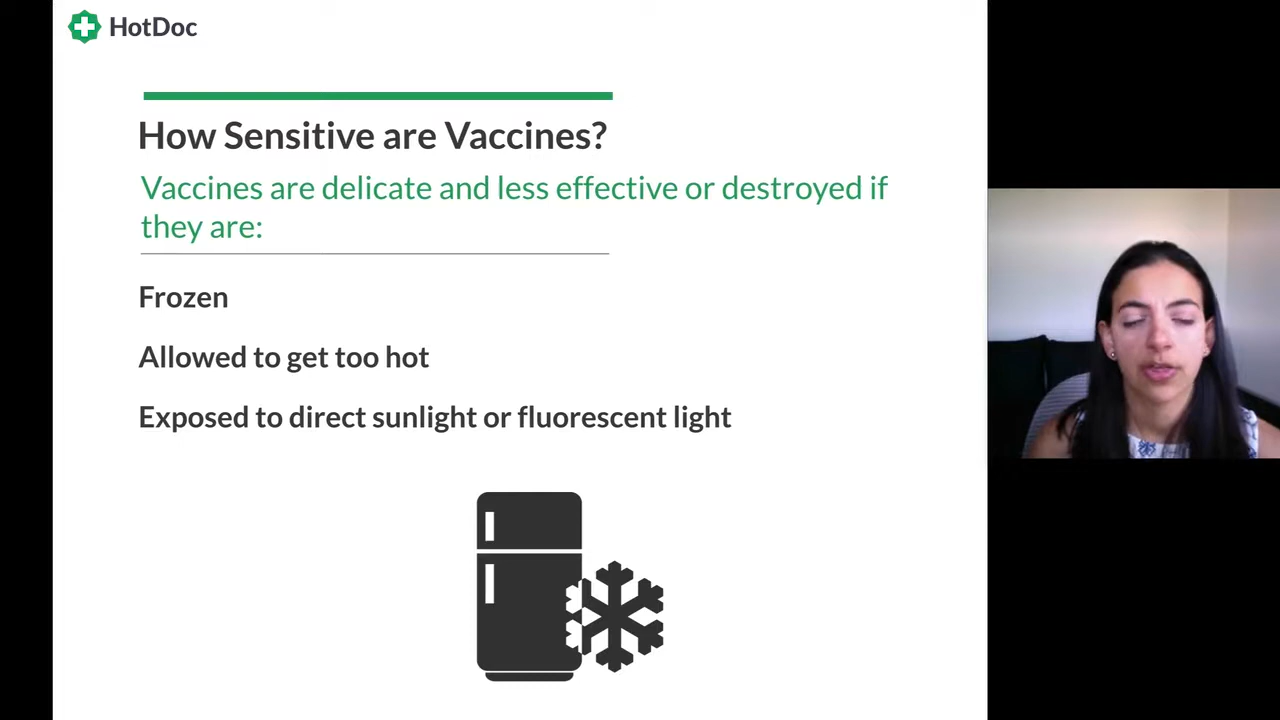 HotDoc
How Sensitive are Vaccines?
Vaccines are delicate and less effective or destroyed if
they are:
Frozen
Allowed to get too hot
Exposed to direct sunlight or fluorescent light